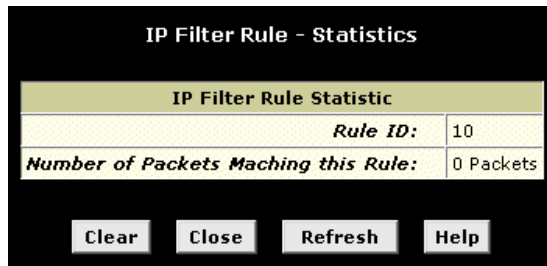 IP Filter Rule - Statistics
IP Filter Rule Statistic
Rule ID: 10
Number of Packets Maching this Rule: 0 Packets
Clear Close Refresh Help